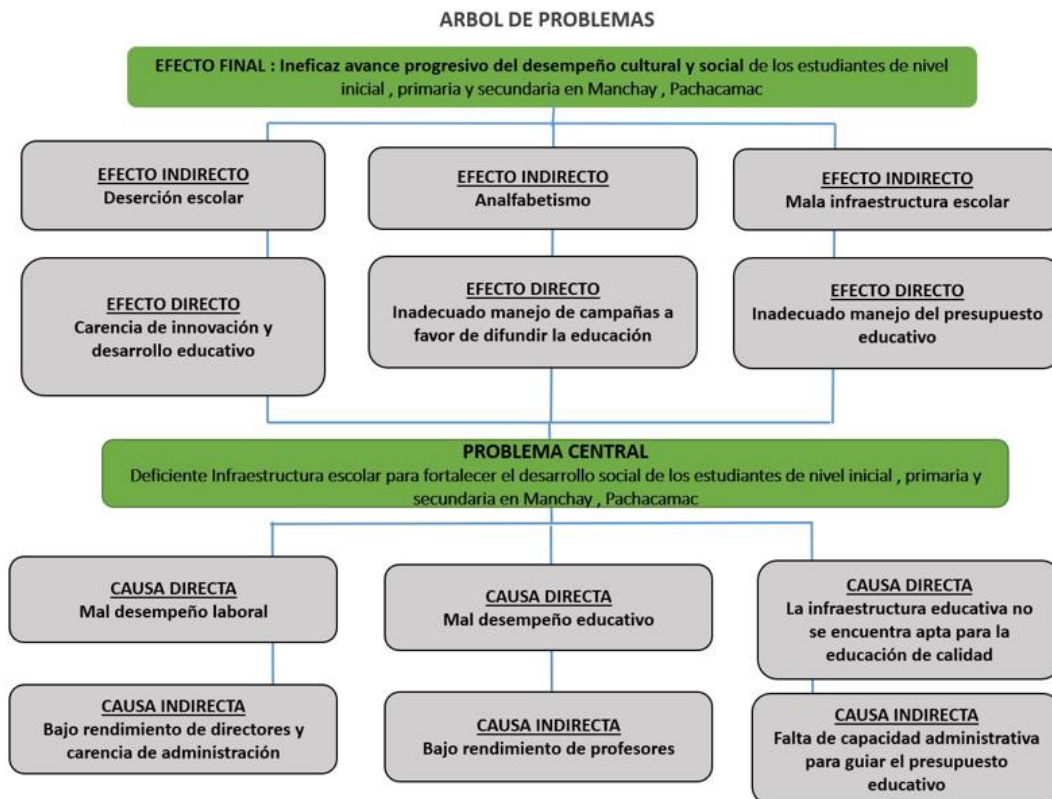 ARBOL DE PROBLEMAS
EFECTO FINAL : Ineficaz avance progresivo del desempeño cultural y social de los estudiantes de nivel
inicial , primaria y secundaria en Manchay , Pachacamac
EFECTO INDIRECTO
Deserción escolar
EFECTO INDIRECTO
Analfabetismo
EFECTO INDIRECTO
Mala infraestructura escolar
EFECTO DIRECTO
Carencia de innovación y
desarrollo educativo
EFECTO DIRECTO
Inadecuado manejo de campañas a
favor de difundir la educación
EFECTO DIRECTO
Inadecuado manejo del presupuesto
educativo
PROBLEMA CENTRAL
Deficiente Infraestructura escolar para fortalecer el desarrollo social de los estudiantes de nivel inicial , primaria y
secundaria en Manchay , Pachacamac
CAUSA DIRECTA
Mal desempeño laboral
CAUSA DIRECTA
Mal desempeño educativo
CAUSA DIRECTA
La infraestructura educativa no
se encuentra apta para la
educación de calidad
CAUSA INDIRECTA
Bajo rendimiento de directores y
carencia de administración
CAUSA INDIRECTA
Bajo rendimiento de profesores
CAUSA INDIRECTA
Falta de capacidad administrativa
para guiar el presupuesto
educativo